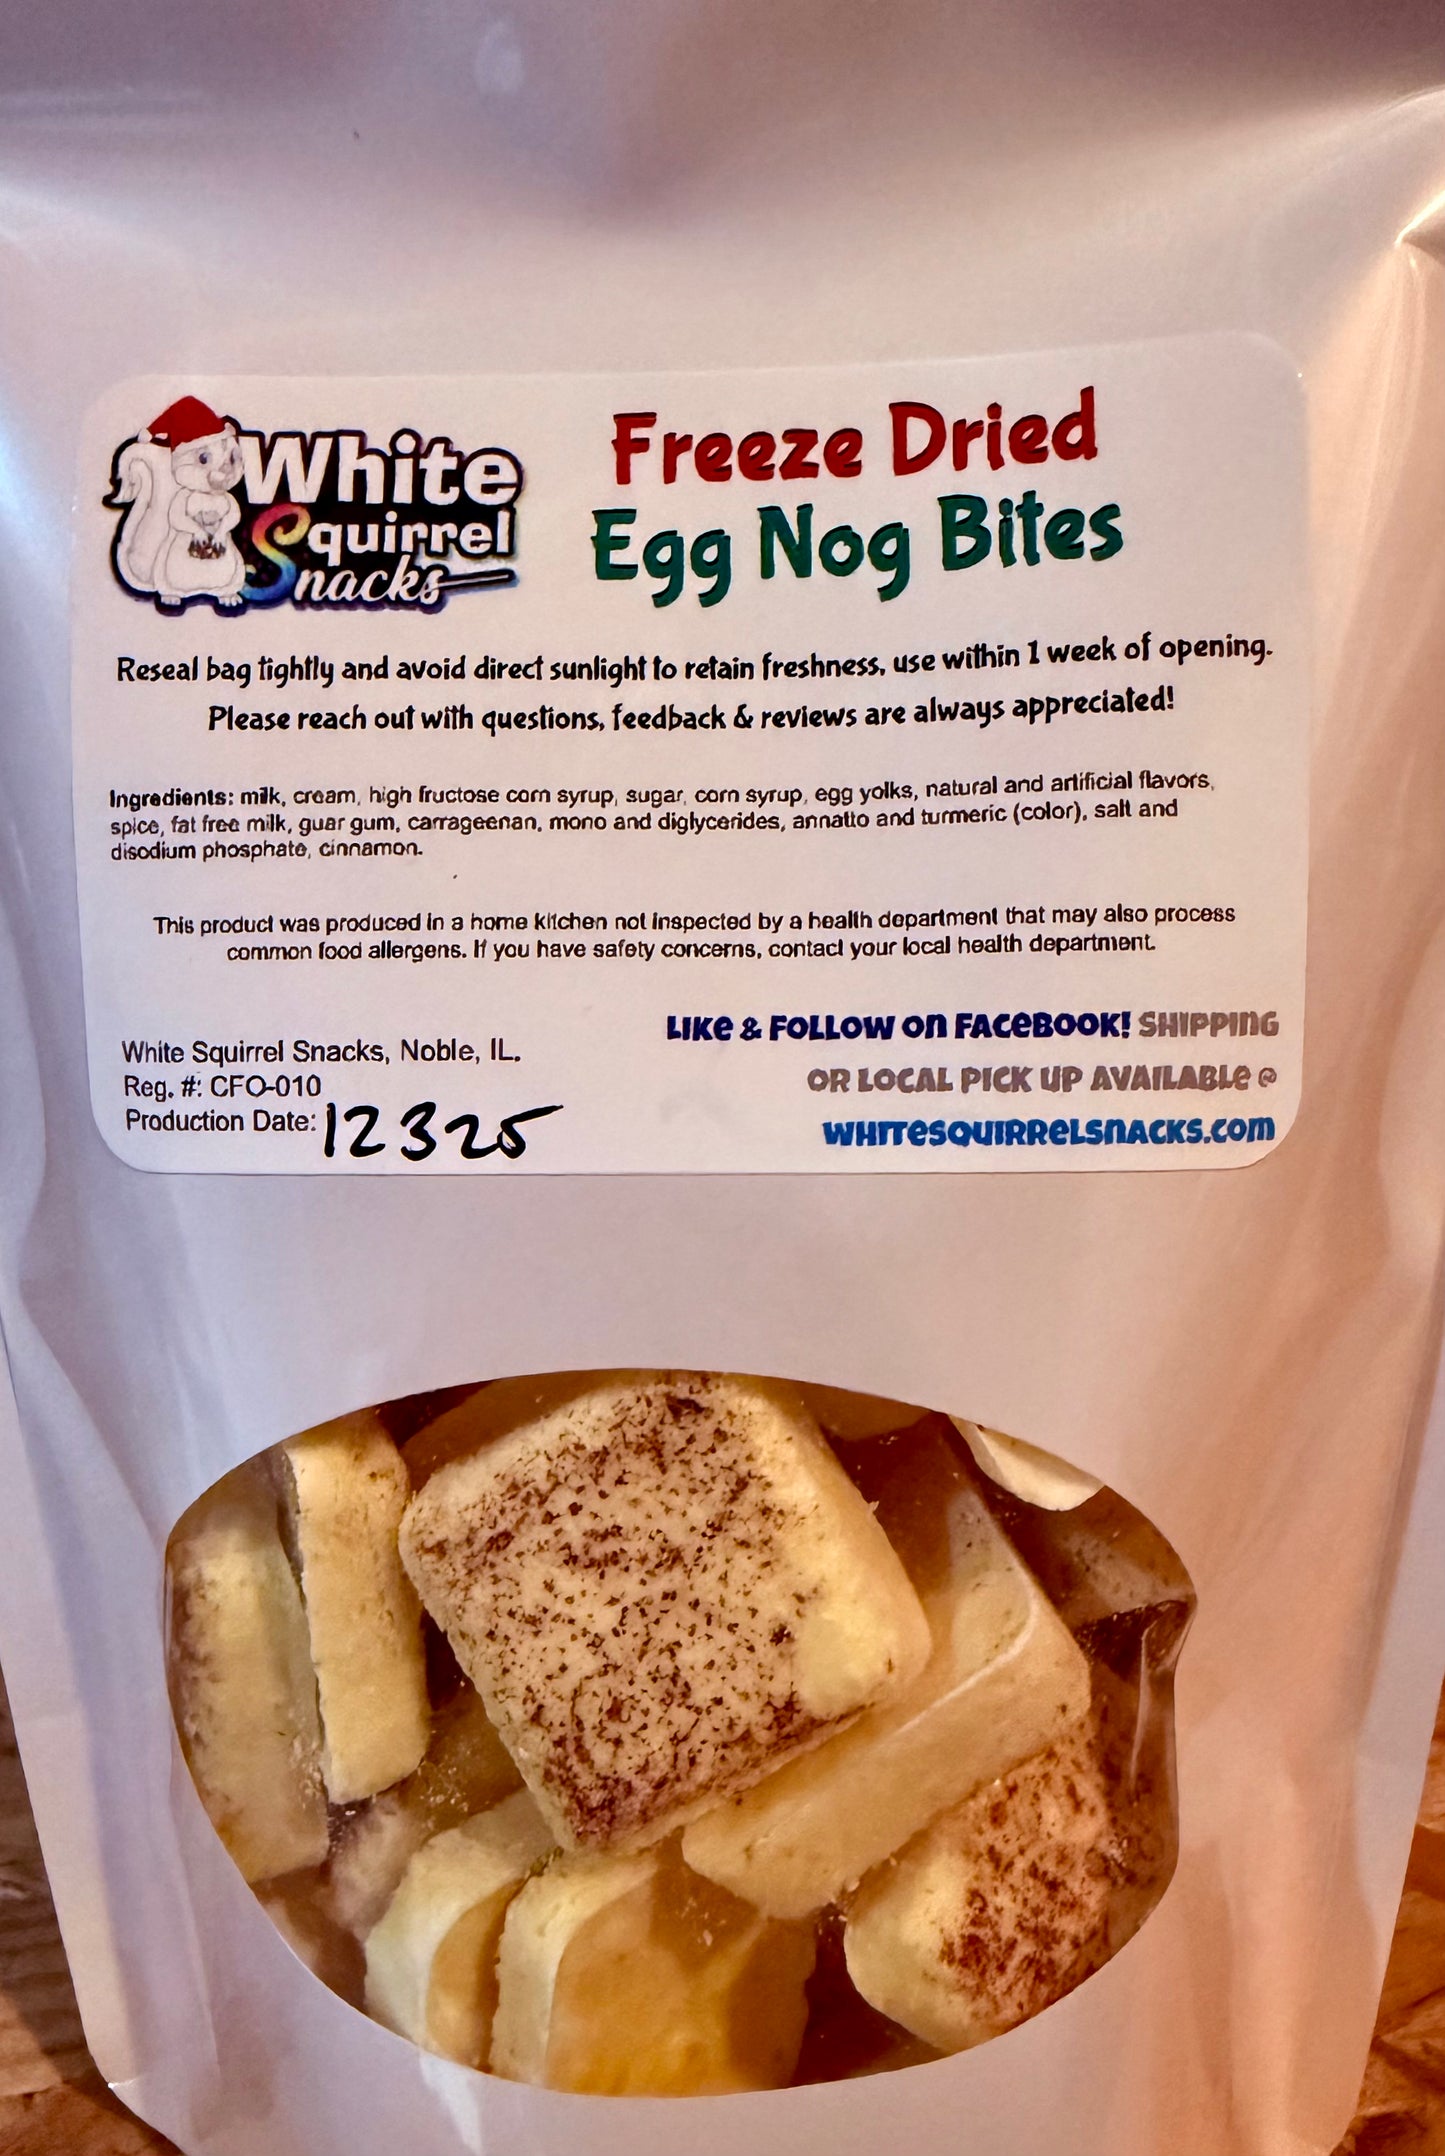 White
Squirrel
Snacks
Freeze Dried
Egg Nog Bites
Reseal bag tightly and avoid direct sunlight to retain freshness, use within 1 week of opening.
Please reach out with questions, feedback & reviews are always appreciated!
Ingredients: milk, cream, high fructose corn syrup, sugar, corn syrup, egg yolks, natural and artificial flavors,
spice, fat free milk, guar gum, carrageenan, mono and diglycerides, annatto and turmeric (color), salt and
disodium phosphate, cinnamon.
This product was produced in a home kitchen not inspected by a health department that may also process
common food allergens. If you have safety concerns, contact your local health department.
White Squirrel Snacks, Noble, IL.
Reg. #: CFO-010
Production Date: 12325
LIKE & FOLLOW ON FACEBOOK! SHIPPING
OR LOCAL PICK UP AVAILABLE @
WHITESQUIRRELSNACKS.COM